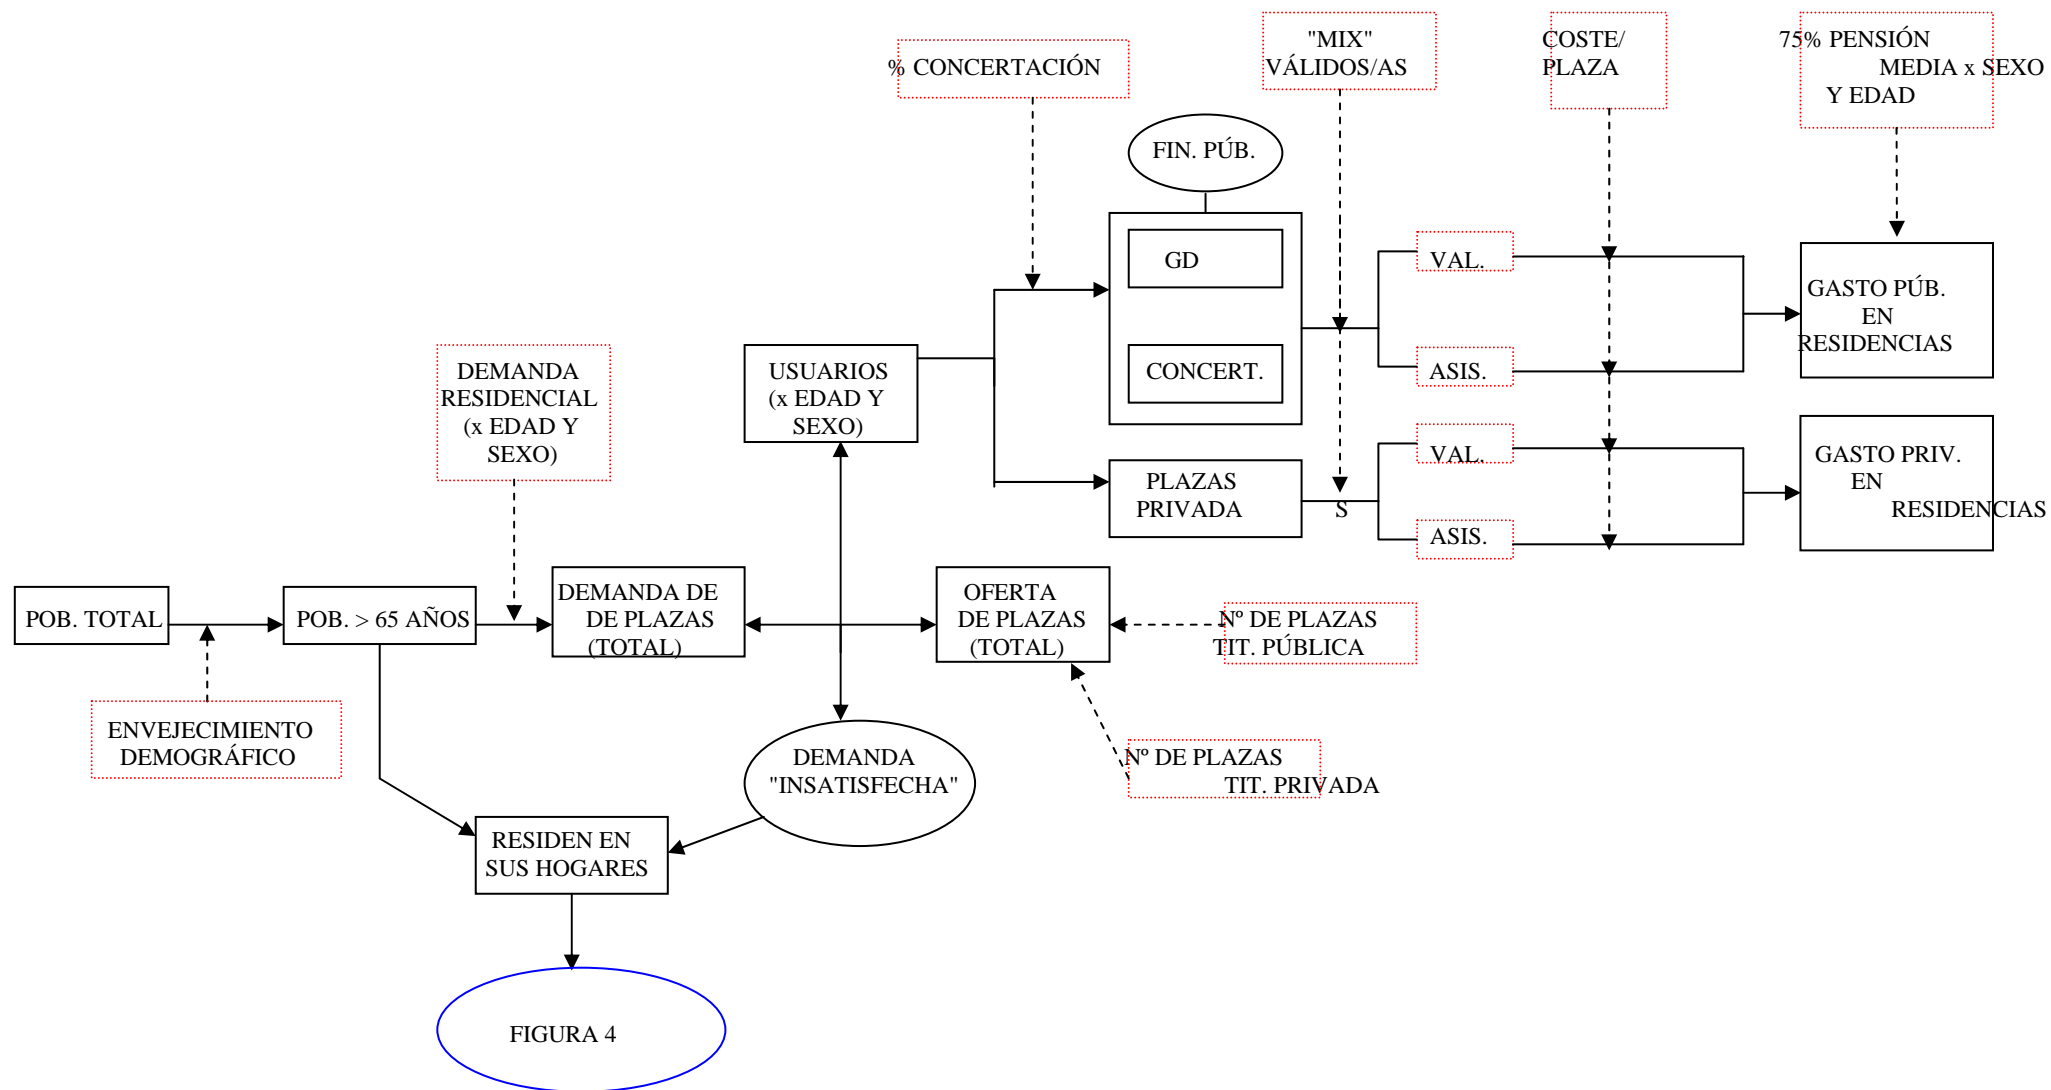 % CONCERTACIÓN
"MIX"
VÁLIDOS/AS
COSTE/
PLAZA
75% PENSIÓN
MEDIA x SEXO
Y EDAD
FIN. PÚB.
GD
CONCERT.
VAL.
ASIS.
GASTO PÚB.
EN
RESIDENCIAS
DEMANDA
RESIDENCIAL
(x EDAD Y
SEXO)
USUARIOS
(x EDAD Y
SEXO)
PLAZAS
PRIVADA
S
VAL.
ASIS.
GASTO PRIV.
EN
RESIDENCIAS
POB. TOTAL
POB. > 65 AÑOS
DEMANDA DE
DE PLAZAS
(TOTAL)
OFERTA
DE PLAZAS
(TOTAL)
Nº DE PLAZAS
TIT. PÚBLICA
ENVEJECIMIENTO
DEMOGRÁFICO
DEMANDA
"INSATISFECHA"
Nº DE PLAZAS
TIT. PRIVADA
RESIDEN EN
SUS HOGARES
FIGURA 4